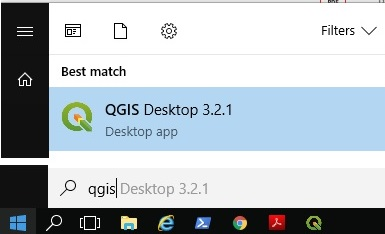 Filters
Best match
QGIS Desktop 3.2.1
Desktop app
qgis Desktop 3.2.1